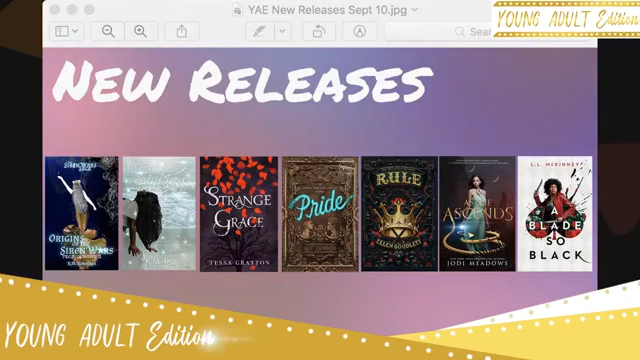 YAE New Releases Sept 10.jpg
YOUNG ADULT Edition
Sear
NEW RELEASES
ORIGINS
SIREN WARS
STRANGE
GRACE
TESSA GRATTON
Pride
RULE
ELLEN GOODLETT
ASCENDS
JODI MEADOWS
L.L. McKINNEY
A
BLADE
SO
BLACK
YOUNG ADULT Edition